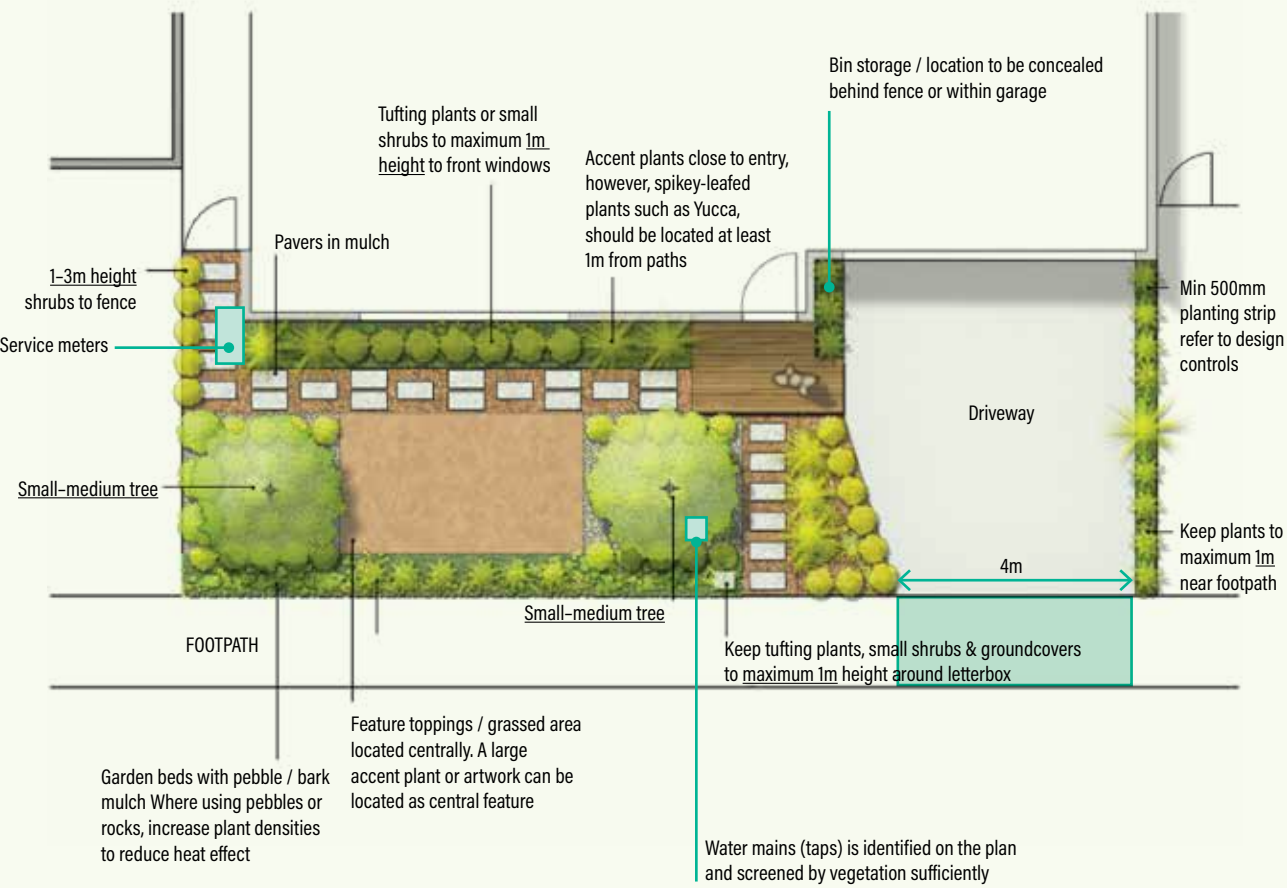 Bin storage / location to be concealed
behind fence or within garage
Tufting plants or small
shrubs to maximum 1m
height to front windows
Accent plants close to entry,
however, spikey-leafed
plants such as Yucca,
should be located at least
1m from paths
Pavers in mulch
1–3m height
shrubs to fence
Service meters
Min 500mm
planting strip
refer to design
controls
Driveway
Small–medium tree
Keep plants to
maximum 1m
near footpath
4m
Small–medium tree
FOOTPATH
Keep tufting plants, small shrubs & groundcovers
to maximum 1m height around letterbox
Feature toppings / grassed area
located centrally. A large
accent plant or artwork can be
located as central feature
Garden beds with pebble / bark
mulch Where using pebbles or
rocks, increase plant densities
to reduce heat effect
Water mains (taps) is identified on the plan
and screened by vegetation sufficiently